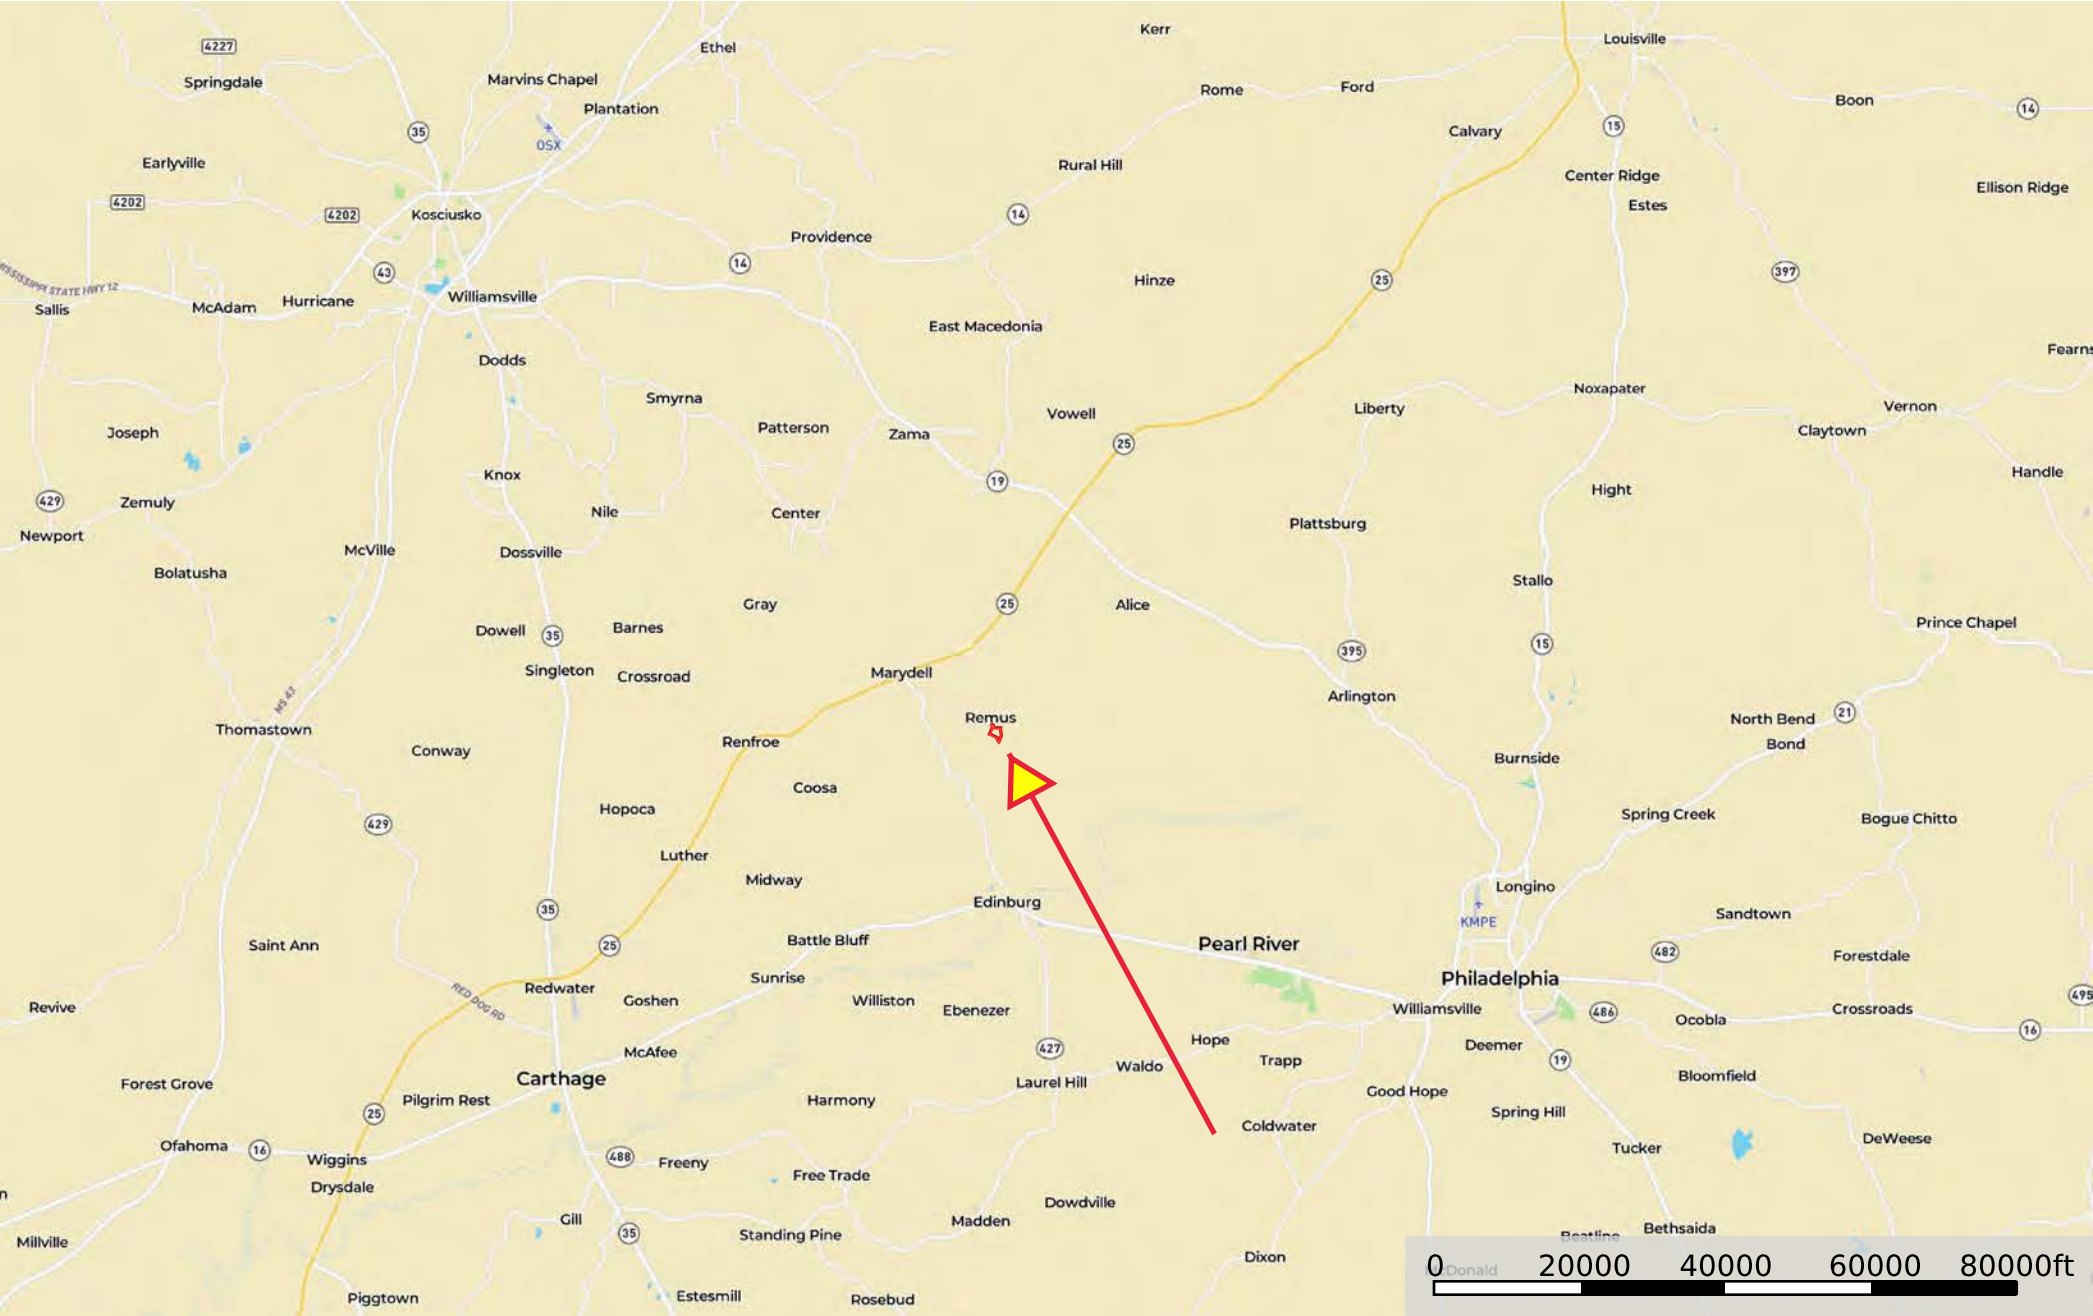 Kerr
Louisville
4227
Ethel
Springdale
Marvins Chapel
Rome
Ford
Plantation
Boon
14
35
OSX
Calvary
15
Earlyville
Rural Hill
Center Ridge
Ellison Ridge
4202
4202
Kosciusko
14
Estes
Providence
14
43
Hinze
25
397
MISSISSIPPI STATE HWY 12
Sallis
McAdam
Hurricane
Williamsville
East Macedonia
Dodds
Noxapater
Smyrna
Vowell
Liberty
Vernon
Joseph
Patterson
Zama
25
Claytown
Knox
19
Hight
Handle
429
Zemuly
Nile
Center
Plattsburg
Newport
McVille
Dossville
Bolatusha
Stallo
Gray
25
Alice
Dowell
35
Barnes
Prince Chapel
15
395
Singleton
Crossroad
Marydell
Arlington
MS 43
Thomastown
Remus
North Bend
21
Conway
Renfroe
Bond
Burnside
Coosa
Hopoca
Spring Creek
Bogue Chitto
429
Luther
Midway
Longino
35
Edinburg
KMPE
Sandtown
Saint Ann
25
Battle Bluff
Pearl River
482
Forestdale
Sunrise
Philadelphia
Redwater
RED DOG RD
Goshen
Williston
Ebenezer
Williamsville
486
Ocobla
Crossroads
495
Revive
16
McAfee
427
Hope
Deemer
Waldo
Trapp
19
Forest Grove
Carthage
Laurel Hill
Good Hope
Bloomfield
25
Pilgrim Rest
Harmony
Spring Hill
Coldwater
Ofahoma
16
Wiggins
488
Freeny
Tucker
DeWeese
Drysdale
Free Trade
Dowdville
Millville
Gill
35
Standing Pine
Madden
Bethsaida
Beatline
Dixon
McDonald
0 20000 40000 60000 80000ft
Piggtown
Estesmill
Rosebud